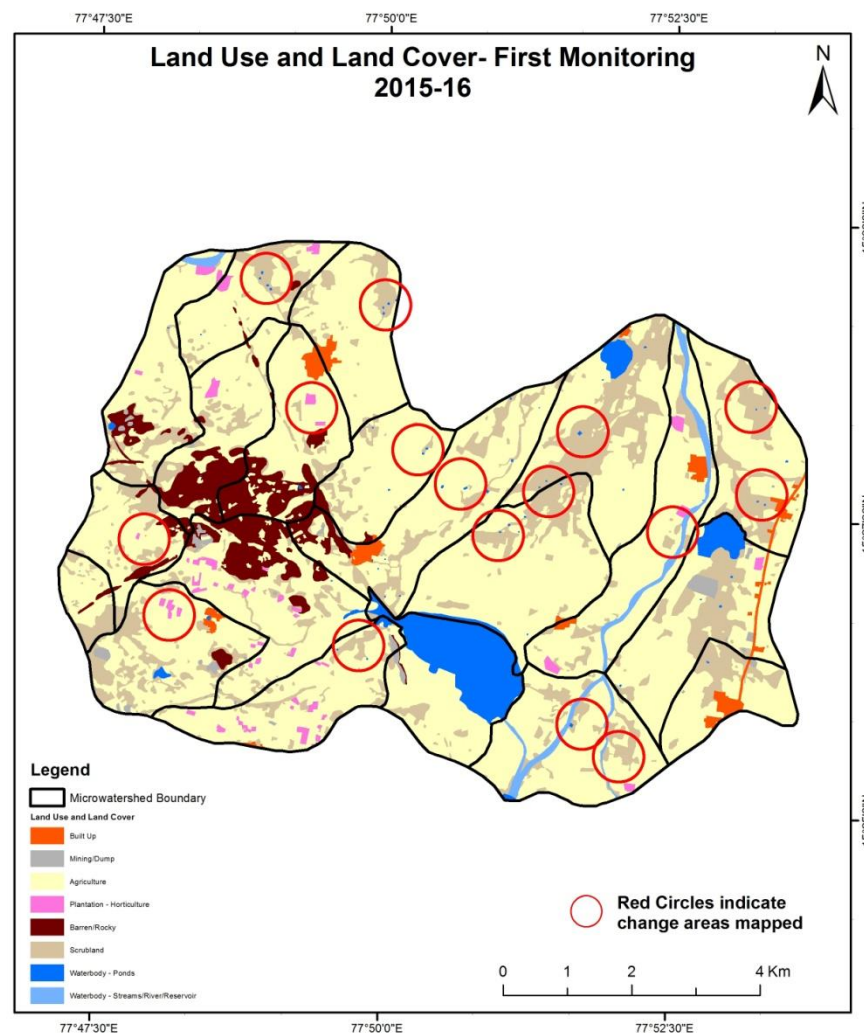 77°47'30"E 77°50'0"E 77°52'30"E
Land Use and Land Cover- First Monitoring
2015-16
N
Legend
Microwatershed Boundary
Land Use and Land Cover
Built Up
Mining/Dump
Agriculture
Plantation - Horticulture
Barren/Rocky
Scrubland
Waterbody - Ponds
Waterbody - Streams/River/Reservoir
Red Circles indicate
change areas mapped
0 1 2 4 Km
77°47'30"E 77°50'0"E 77°52'30"E